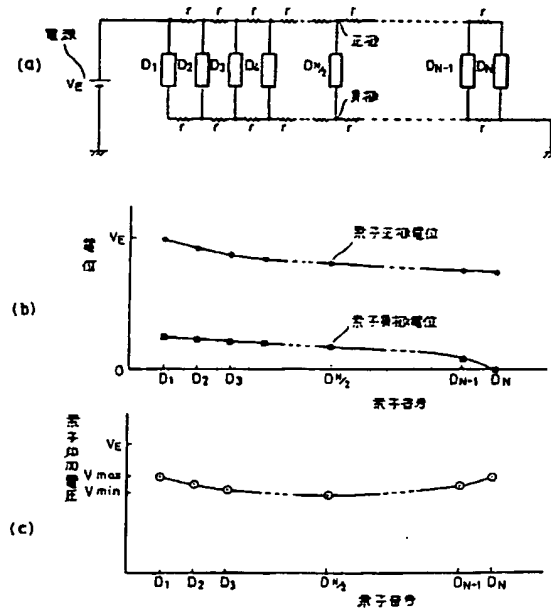 r r r r r
電源 正極
(a) VE D1 D2 D3 D4 DN/2 DN-1 DN
負極
r r r r r r
(b)
電位
VE
素子正極電位
素子負極電位
0
D1 D2 D3 DN/2 DN-1 DN
素子番号
(c)
素子印加電圧
VE
Vmax
Vmin
D1 D2 D3 DN/2 DN-1 DN
素子番号